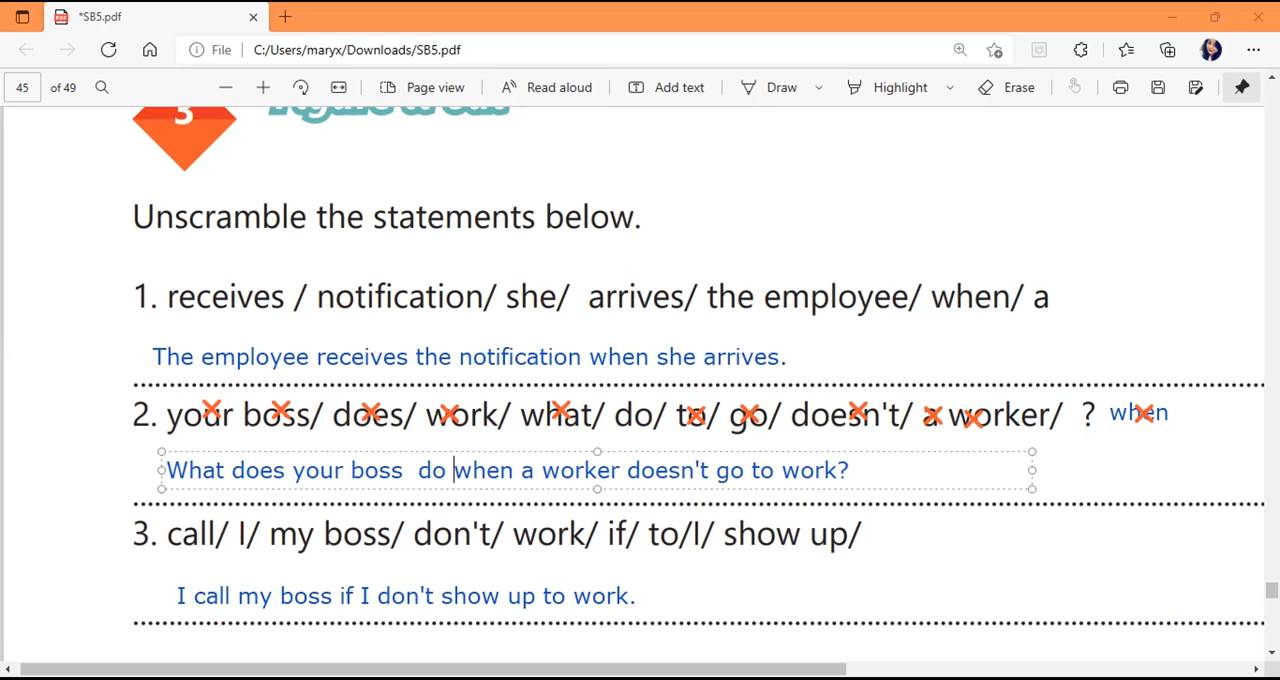 *SB5.pdf
File C:/Users/maryx/Downloads/SB5.pdf
45 of 49 Page view Read aloud Add text Draw Highlight Erase
3
Unscramble the statements below.
1. receives / notification/ she/ arrives/ the employee/ when/ a
The employee receives the notification when she arrives.
2. your boss/ does/ work/ what/ do/ to/ go/ doesn't/ a worker/ ? when
What does your boss do when a worker doesn't go to work?
3. call/ I/ my boss/ don't/ work/ if/ to/I/ show up/
I call my boss if I don't show up to work.